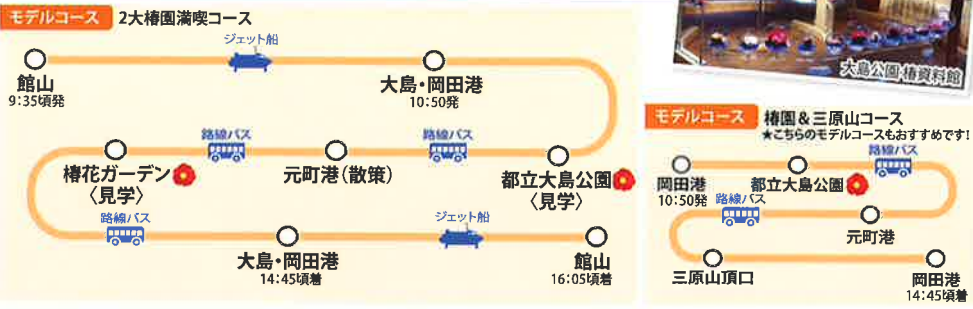 モデルコース 2大椿園満喫コース
ジェット船
館山
9:35頃発
大島・岡田港
10:50発
路線バス
路線バス
椿花ガーデン
〈見学〉
元町港(散策)
都立大島公園
〈見学〉
路線バス
ジェット船
大島・岡田港
14:45頃着
館山
16:05頃着
大島公園・椿資料館
モデルコース 椿園&三原山コース
★こちらのモデルコースもおすすめです!
路線バス
岡田港
10:50発
都立大島公園
路線バス
元町港
三原山頂口
岡田港
14:45頃着